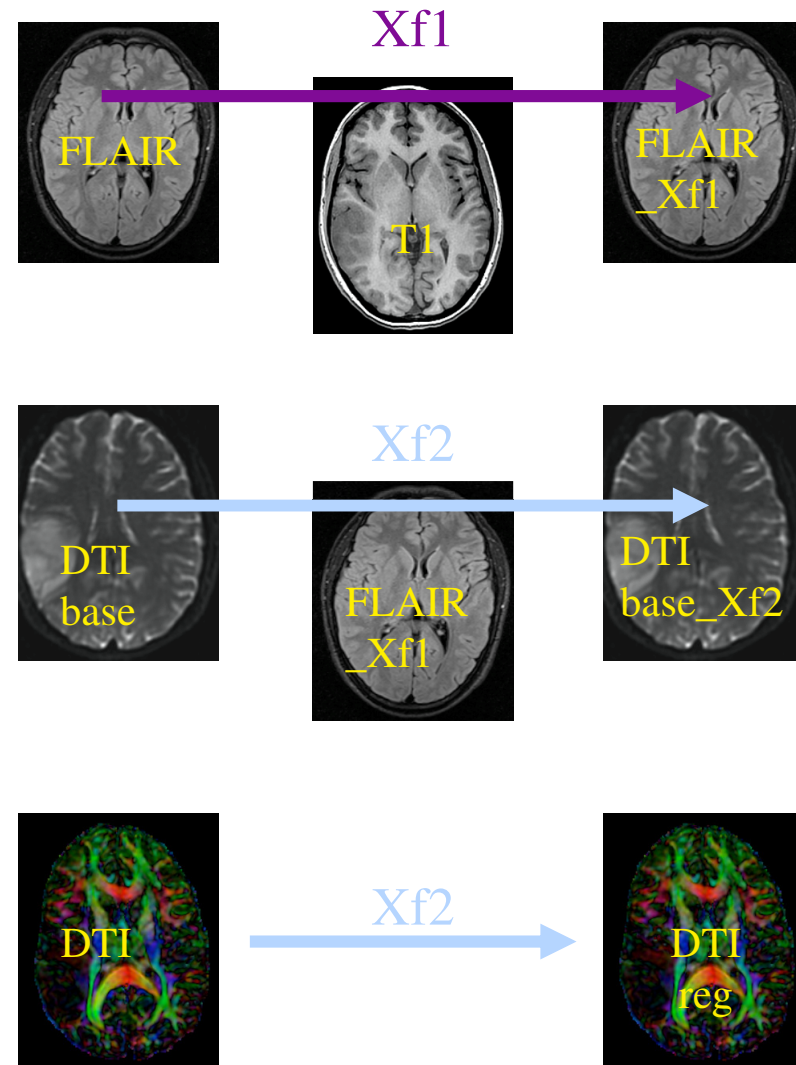 Xf1
FLAIR
T1
FLAIR
_Xf1
Xf2
DTI
base
FLAIR
_Xf1
DTI
base_Xf2
DTI
Xf2
DTI
reg